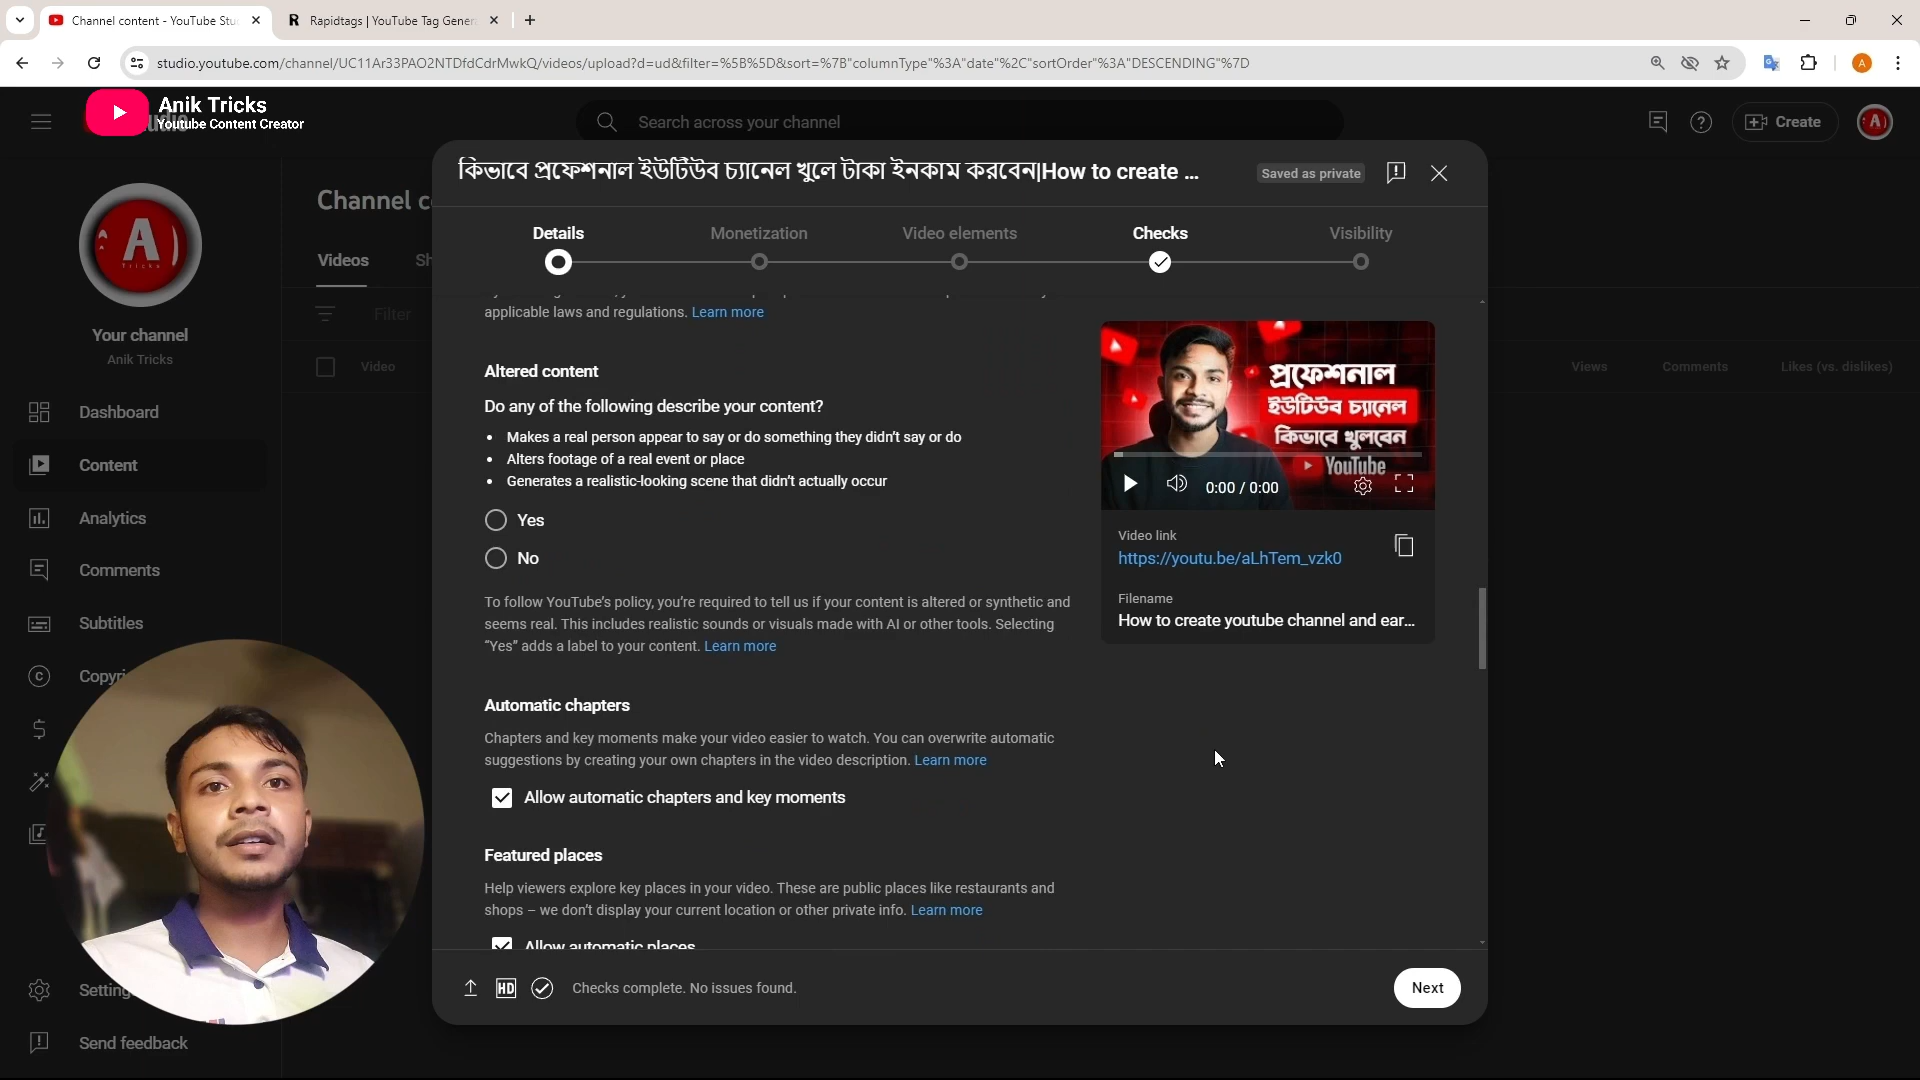 Channel content - YouTube Stu
Rapidtags | YouTube Tag Gener
studio.youtube.com/channel/UC11Ar33PAO2NTDfdCdrMwkQ/videos/upload?d=ud&filter=%5B%5D&sort=%7B"columnType"%3A"date"%2C"sortOrder"%3A"DESCENDING"%7D
A
Anik Tricks
Youtube Content Creator
Search across your channel
Create
A
কিভাবে প্রফেশনাল ইউটিউব চ্যানেল খুলে টাকা ইনকাম করবেন|How to create ...
Saved as private
Channel c
Details
Monetization
Video elements
Checks
Visibility
Videos
Sh
Filter
A
Tricks
Your channel
Anik Tricks
Video
Views
Comments
Likes (vs. dislikes)
Dashboard
Content
Analytics
Comments
Subtitles
Copyri
Setting
Send feedback
applicable laws and regulations. Learn more
Altered content
Do any of the following describe your content?
Makes a real person appear to say or do something they didn't say or do
Alters footage of a real event or place
Generates a realistic-looking scene that didn't actually occur
Yes
No
To follow YouTube's policy, you're required to tell us if your content is altered or synthetic and
seems real. This includes realistic sounds or visuals made with AI or other tools. Selecting
"Yes" adds a label to your content. Learn more
Automatic chapters
Chapters and key moments make your video easier to watch. You can overwrite automatic
suggestions by creating your own chapters in the video description. Learn more
Allow automatic chapters and key moments
Featured places
Help viewers explore key places in your video. These are public places like restaurants and
shops – we don't display your current location or other private info. Learn more
Allow automatic places
প্রফেশনাল
ইউটিউব চ্যানেল
কিভাবে খুলবেন
YouTube
0:00 / 0:00
Video link
https://youtu.be/aLhTem_vzk0
Filename
How to create youtube channel and ear...
HD
Checks complete. No issues found.
Next